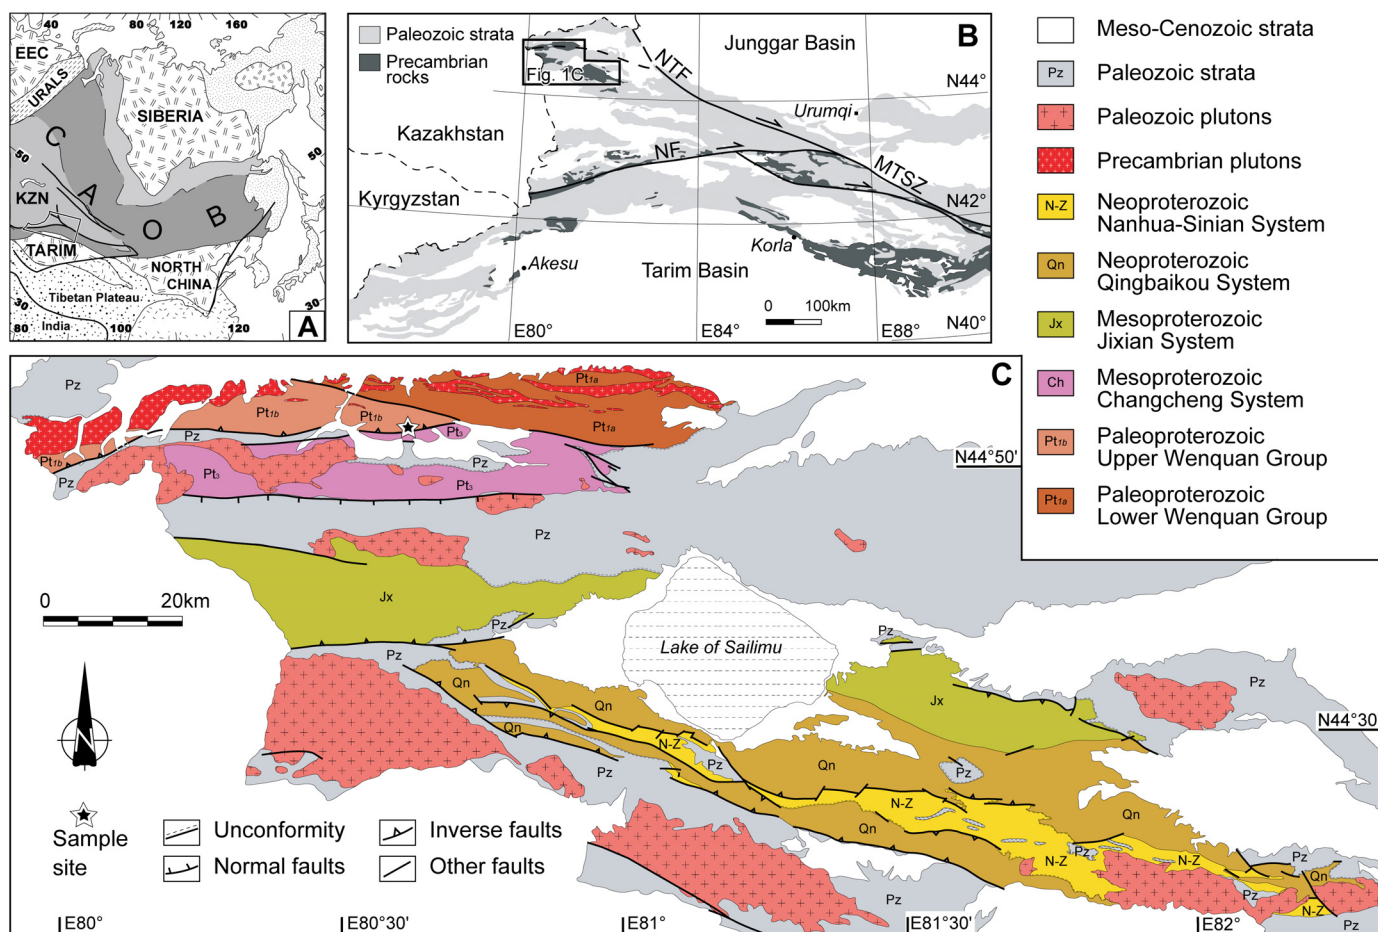 40
80
120
160
EEC
URALS
SIBERIA
C
50
50
KZN
A
O
B
TARIM
NORTH
CHINA
Tibetan Plateau
30
30
India
80
100
120
A
Paleozoic strata
Precambrian
rocks
Junggar Basin
B
Fig. 1C
NTF
N44°
Urumqi
Kazakhstan
NF
MTSZ
Kyrgyzstan
N42°
Korla
Akesu
Tarim Basin
0 100km
E80°
E84°
E88°
N40°
Meso-Cenozoic strata
Pz
Paleozoic strata
Paleozoic plutons
Precambrian plutons
N-Z
Neoproterozoic
Nanhua-Sinian System
Qn
Neoproterozoic
Qingbaikou System
Jx
Mesoproterozoic
Jixian System
Ch
Mesoproterozoic
Changcheng System
Pt1b
Paleoproterozoic
Upper Wenquan Group
Pt1a
Paleoproterozoic
Lower Wenquan Group
C
Pz
Pt1a
Pt1b
Pt1b
Pt1a
Pz
Pt3
Pt1b
Pz
Pt3
Pz
Pt3
N44°50'
Pz
Jx
0 20km
Pz
Pz
Lake of Sailimu
Pz
Pz
Qn
Qn
Jx
Qn
N44°30
N-Z
Pz
Pz
Qn
Pz
N-Z
Qn
Qn
N-Z
Pz
N-Z
Pz
Qn
Pz
N-Z
Pz
Pz
Sample
site
Unconformity
Inverse faults
Normal faults
Other faults
E80°
E80°30'
E81°
E81°30'
E82°